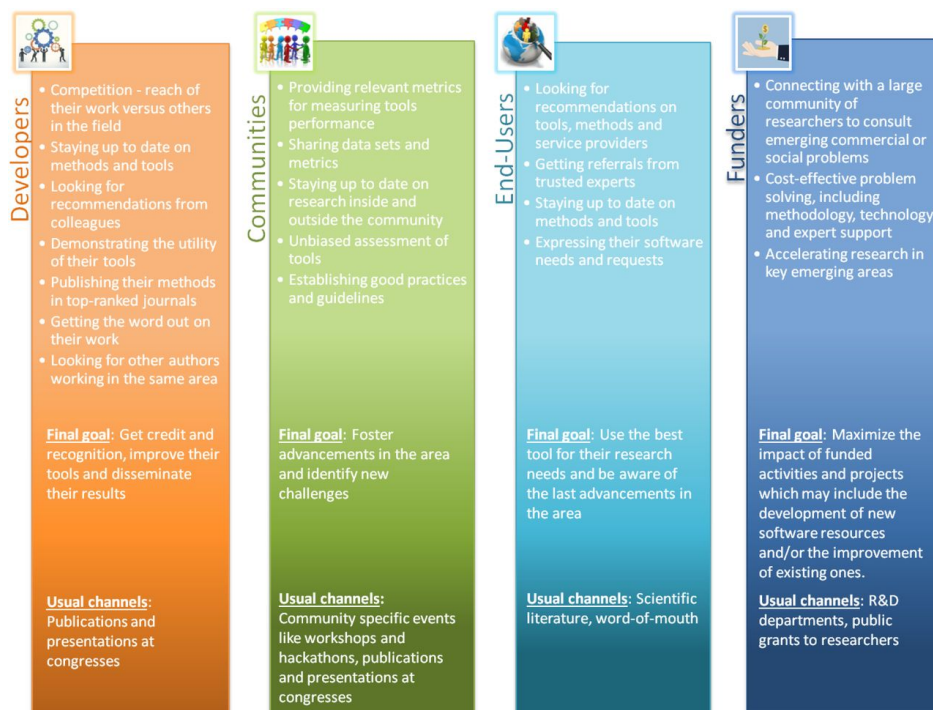 Developers
• Competition - reach of
their work versus others
in the field
• Staying up to date on
methods and tools
• Looking for
recommendations from
colleagues
• Demonstrating the utility
of their tools
• Publishing their methods
in top-ranked journals
• Getting the word out on
their work
• Looking for other authors
working in the same area
Final goal: Get credit and
recognition, improve their
tools and disseminate
their results
Usual channels:
Publications and
presentations at
congresses
Communities
• Providing relevant metrics
for measuring tools
performance
• Sharing data sets and
metrics
• Staying up to date on
research inside and
outside the community
• Unbiased assessment of
tools
• Establishing good practices
and guidelines
Final goal: Foster
advancements in the area
and identify new
challenges
Usual channels:
Community specific events
like workshops and
hackathons, publications
and presentations at
congresses
End-Users
• Looking for
recommendations on
tools, methods and
service providers
• Getting referrals from
trusted experts
• Staying up to date on
methods and tools
• Expressing their software
needs and requests
Final goal: Use the best
tool for their research
needs and be aware of
the last advancements in
the area
Usual channels: Scientific
literature, word-of-mouth
Funders
• Connecting with a large
community of
researchers to consult
emerging commercial or
social problems
• Cost-effective problem
solving, including
methodology, technology
and expert support
• Accelerating research in
key emerging areas
Final goal: Maximize the
impact of funded
activities and projects
which may include the
development of new
software resources
and/or the improvement
of existing ones.
Usual channels: R&D
departments, public
grants to researchers